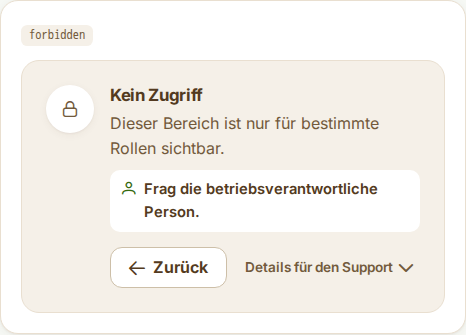 forbidden
Kein Zugriff
Dieser Bereich ist nur für bestimmte
Rollen sichtbar.
Frag die betriebsverantwortliche
Person.
Zurück
Details für den Support